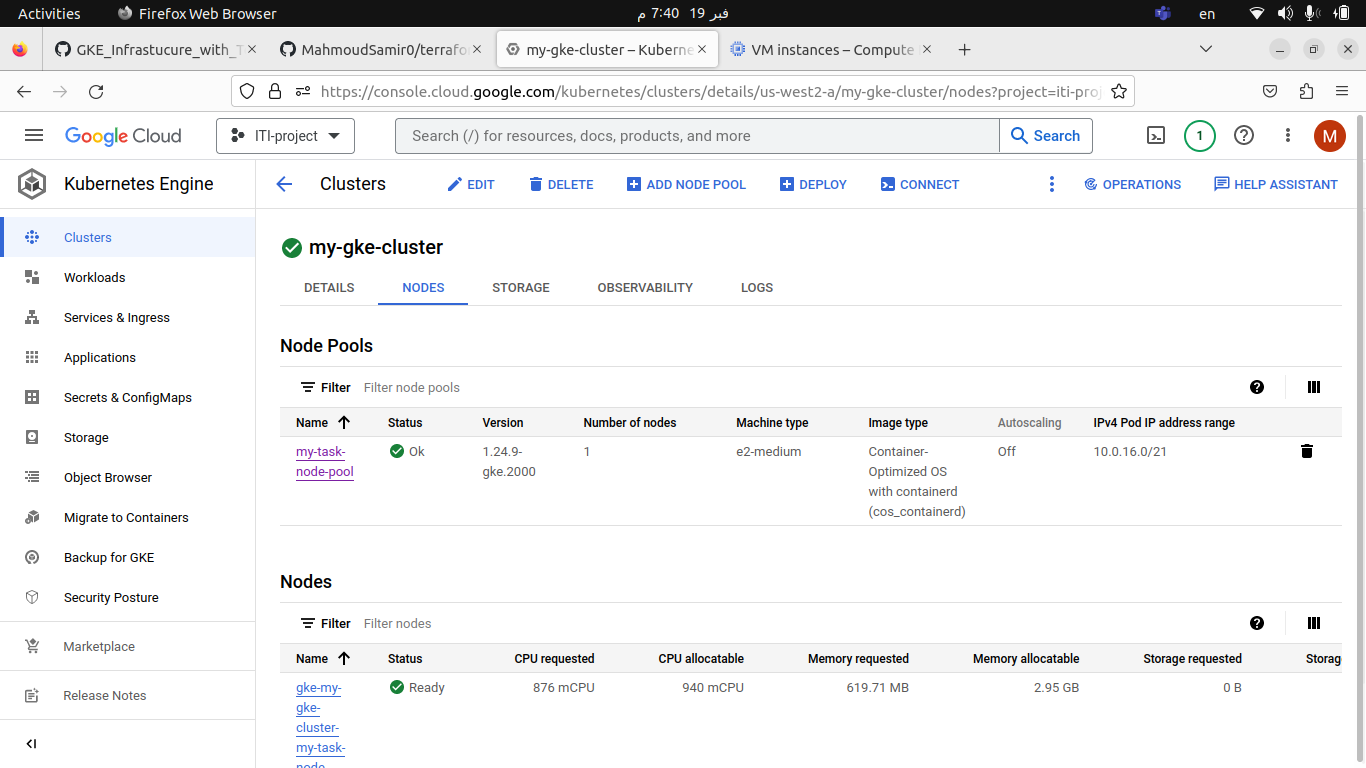 Activities
Firefox Web Browser
فبر 19 7:40 م
en
GKE_Infrastucure_with_T
MahmoudSamir0/terrafor
my-gke-cluster – Kuberne
VM instances – Compute
https://console.cloud.google.com/kubernetes/clusters/details/us-west2-a/my-gke-cluster/nodes?project=iti-proj
Google Cloud
ITI-project
Search (/) for resources, docs, products, and more
Search
1
M
Kubernetes Engine
Clusters
EDIT
DELETE
ADD NODE POOL
DEPLOY
CONNECT
OPERATIONS
HELP ASSISTANT
Clusters
Workloads
Services & Ingress
Applications
Secrets & ConfigMaps
Storage
Object Browser
Migrate to Containers
Backup for GKE
Security Posture
Marketplace
Release Notes
my-gke-cluster
DETAILS
NODES
STORAGE
OBSERVABILITY
LOGS
Node Pools
Filter Filter node pools
Name Status Version Number of nodes Machine type Image type Autoscaling IPv4 Pod IP address range
my-task-
node-pool
Ok
1.24.9-
gke.2000
1
e2-medium
Container-
Optimized OS
with containerd
(cos_containerd)
Off
10.0.16.0/21
Nodes
Filter Filter nodes
Name Status CPU requested CPU allocatable Memory requested Memory allocatable Storage requested Storag
gke-my-
gke-
cluster-
my-task-
node-
Ready
876 mCPU
940 mCPU
619.71 MB
2.95 GB
0 B